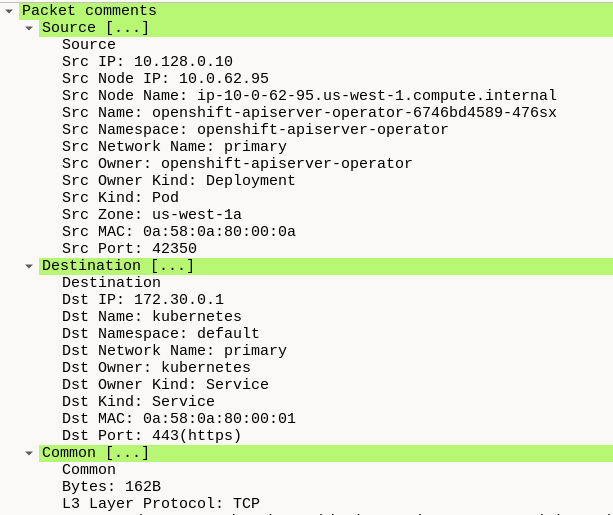 Packet comments
Source [...]
Source
Src IP: 10.128.0.10
Src Node IP: 10.0.62.95
Src Node Name: ip-10-0-62-95.us-west-1.compute.internal
Src Name: openshift-apiserver-operator-6746bd4589-476sx
Src Namespace: openshift-apiserver-operator
Src Network Name: primary
Src Owner: openshift-apiserver-operator
Src Owner Kind: Deployment
Src Kind: Pod
Src Zone: us-west-1a
Src MAC: 0a:58:0a:80:00:0a
Src Port: 42350
Destination [...]
Destination
Dst IP: 172.30.0.1
Dst Name: kubernetes
Dst Namespace: default
Dst Network Name: primary
Dst Owner: kubernetes
Dst Owner Kind: Service
Dst Kind: Service
Dst MAC: 0a:58:0a:80:00:01
Dst Port: 443(https)
Common [...]
Common
Bytes: 162B
L3 Layer Protocol: TCP